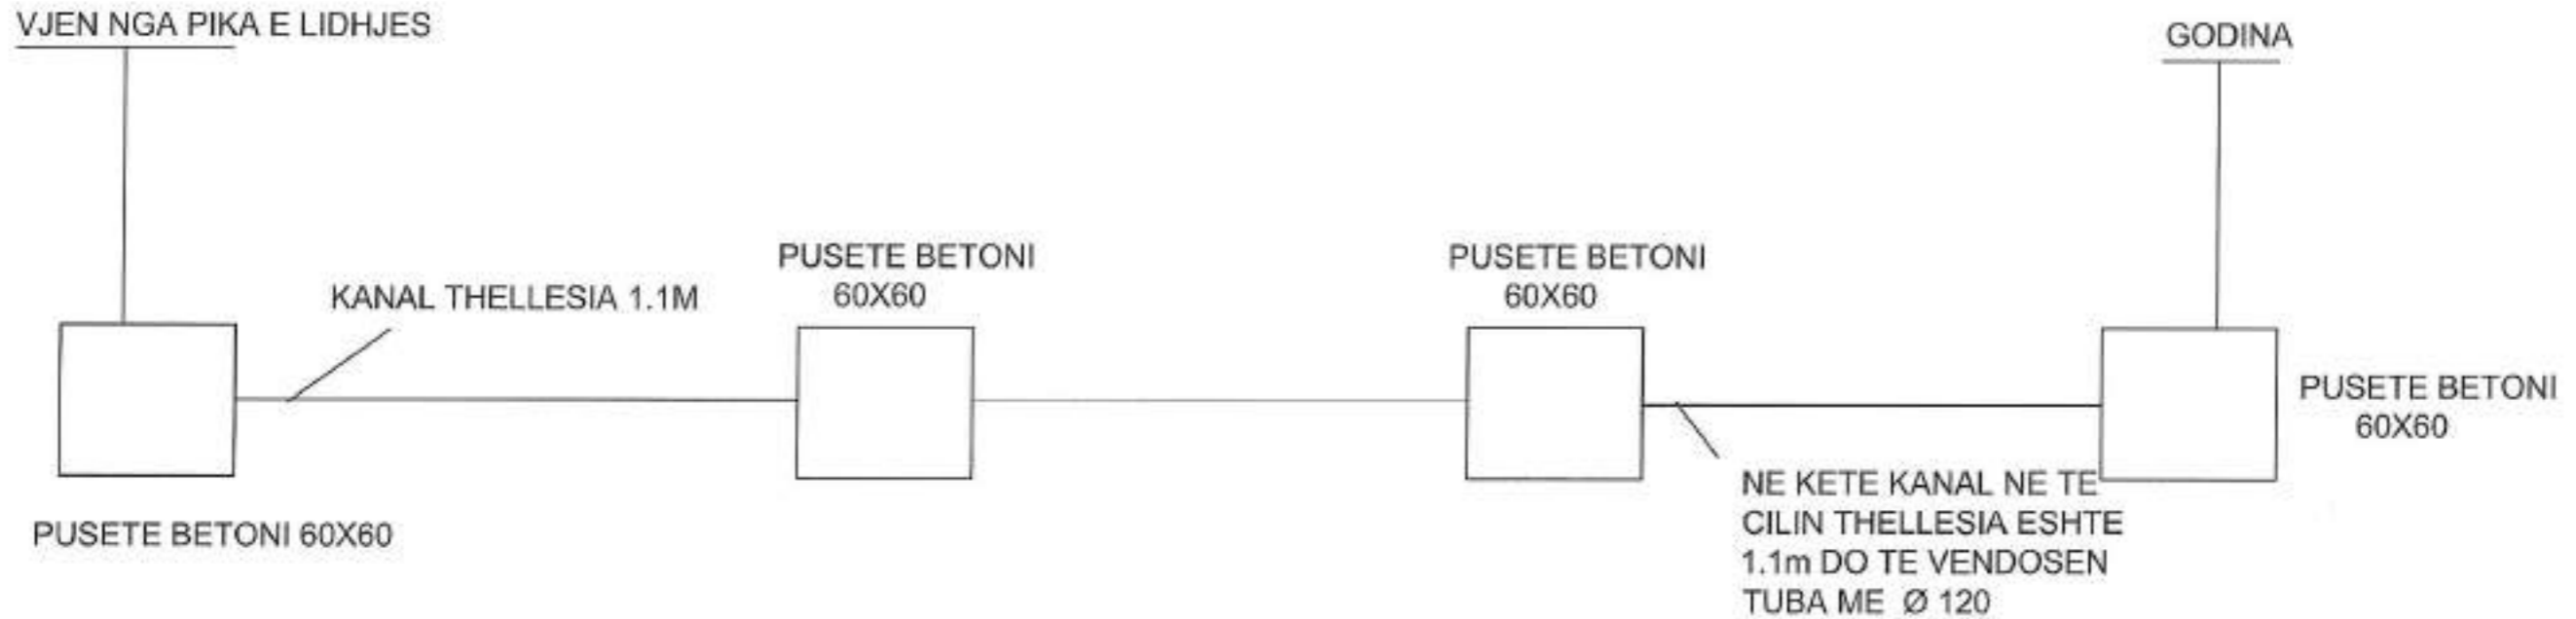 VJEN NGA PIKA E LIDHJES
GODINA
KANAL THELLESIA 1.1M
PUSETE BETONI
60X60
PUSETE BETONI
60X60
PUSETE BETONI
60X60
PUSETE BETONI 60X60
NE KETE KANAL NE TE
CILIN THELLESIA ESHTE
1.1m DO TE VENDOSEN
TUBA ME Ø 120